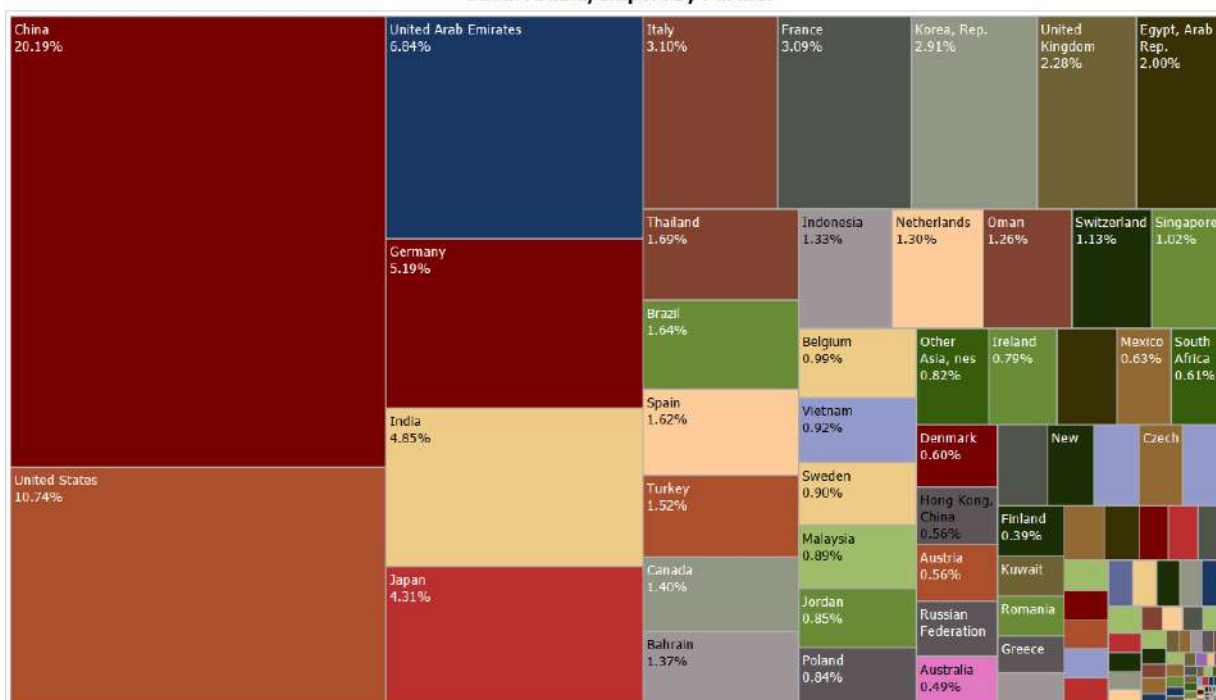 China
20.19%
United States
10.74%
United Arab Emirates
6.84%
Germany
5.19%
India
4.85%
Japan
4.31%
Italy
3.10%
France
3.09%
Korea, Rep.
2.91%
United
Kingdom
2.28%
Egypt, Arab
Rep.
2.00%
Thailand
1.69%
Brazil
1.64%
Spain
1.62%
Turkey
1.52%
Canada
1.40%
Bahrain
1.37%
Indonesia
1.33%
Netherlands
1.30%
Oman
1.26%
Switzerland
1.13%
Singapore
1.02%
Belgium
0.99%
Vietnam
0.92%
Sweden
0.90%
Malaysia
0.89%
Jordan
0.85%
Poland
0.84%
Other
Asia, nes
0.82%
Ireland
0.79%
Mexico
0.63%
South
Africa
0.61%
Denmark
0.60%
Hong Kong,
China
0.56%
Austria
0.56%
Russian
Federation
Australia
0.49%
New
Czech
Finland
0.39%
Kuwait
Romania
Greece